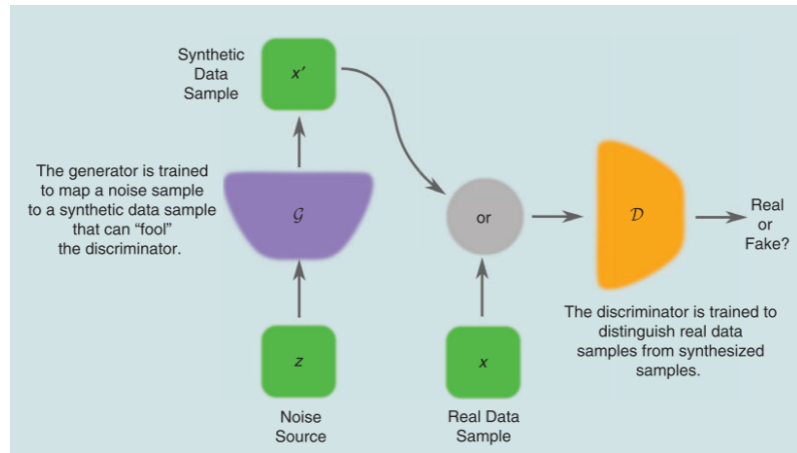 Synthetic
Data
Sample
x′
The generator is trained
to map a noise sample
to a synthetic data sample
that can “fool”
the discriminator.
G
or
D
Real
or
Fake?
The discriminator is trained to
distinguish real data
samples from synthesized
samples.
z
x
Noise
Source
Real Data
Sample